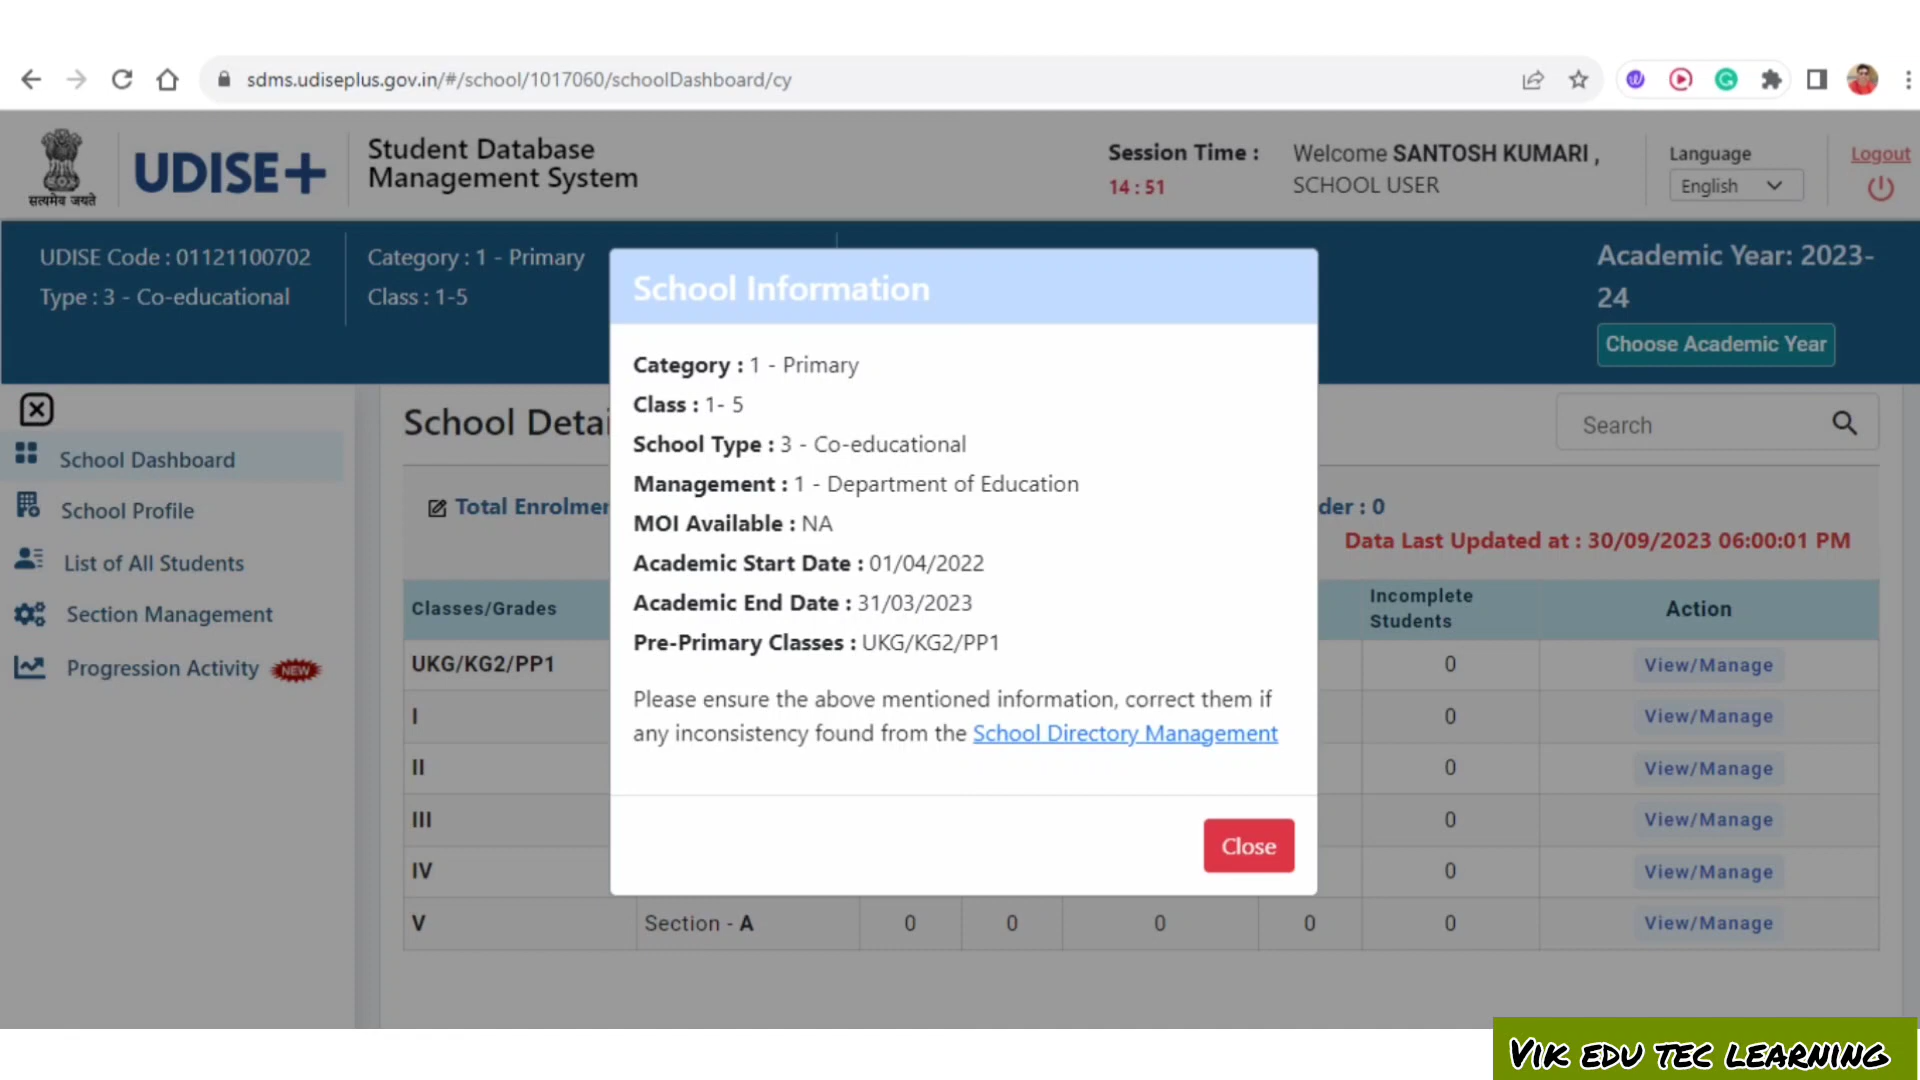 sdms.udiseplus.gov.in/#/school/1017060/schoolDashboard/cy
सत्यमेव जयते
UDISE+
Student Database
Management System
Session Time :
14 : 51
Welcome SANTOSH KUMARI ,
SCHOOL USER
Language
English
Logout
UDISE Code : 01121100702
Type : 3 - Co-educational
Category : 1 - Primary
Class : 1-5
Academic Year: 2023-
24
Choose Academic Year
School Dashboard
School Profile
List of All Students
Section Management
Progression Activity NEW
School Detai
Search
Total Enrolmer
der : 0
Data Last Updated at : 30/09/2023 06:00:01 PM
Classes/Grades
Incomplete
Students
Action
UKG/KG2/PP1 0 View/Manage
I 0 View/Manage
II 0 View/Manage
III 0 View/Manage
IV 0 View/Manage
V Section - A 0 0 0 0 0 View/Manage
School Information
Category : 1 - Primary
Class : 1- 5
School Type : 3 - Co-educational
Management : 1 - Department of Education
MOI Available : NA
Academic Start Date : 01/04/2022
Academic End Date : 31/03/2023
Pre-Primary Classes : UKG/KG2/PP1
Please ensure the above mentioned information, correct them if
any inconsistency found from the School Directory Management
Close
VIK EDU TEC LEARNING